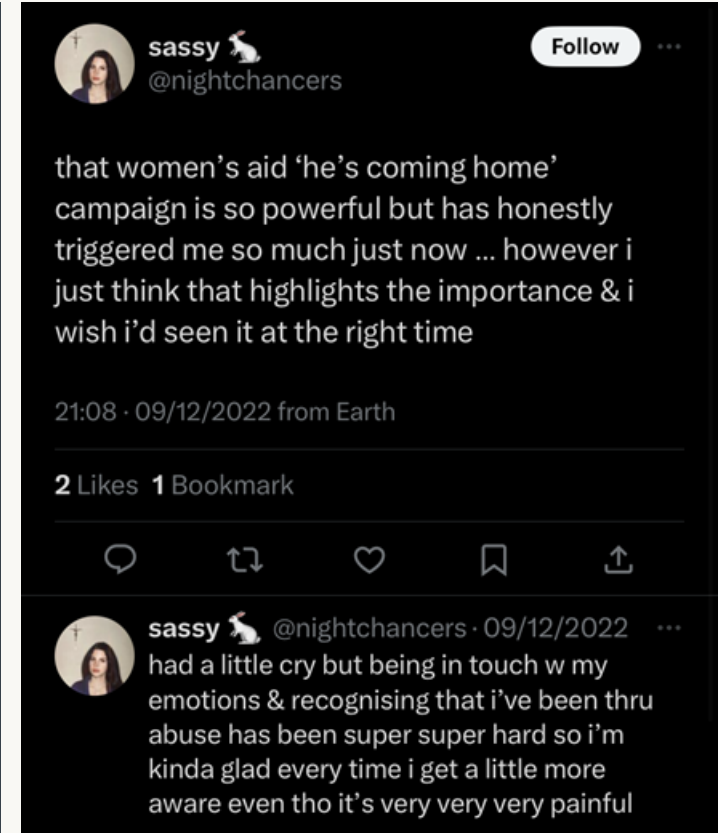 sassy 🐇
Follow
@nightchancers
that women’s aid ‘he’s coming home’
campaign is so powerful but has honestly
triggered me so much just now ... however i
just think that highlights the importance & i
wish i’d seen it at the right time
21:08 · 09/12/2022 from Earth
2 Likes 1 Bookmark
sassy 🐇 @nightchancers · 09/12/2022
had a little cry but being in touch w my
emotions & recognising that i’ve been thru
abuse has been super super hard so i’m
kinda glad every time i get a little more
aware even tho it’s very very very painful